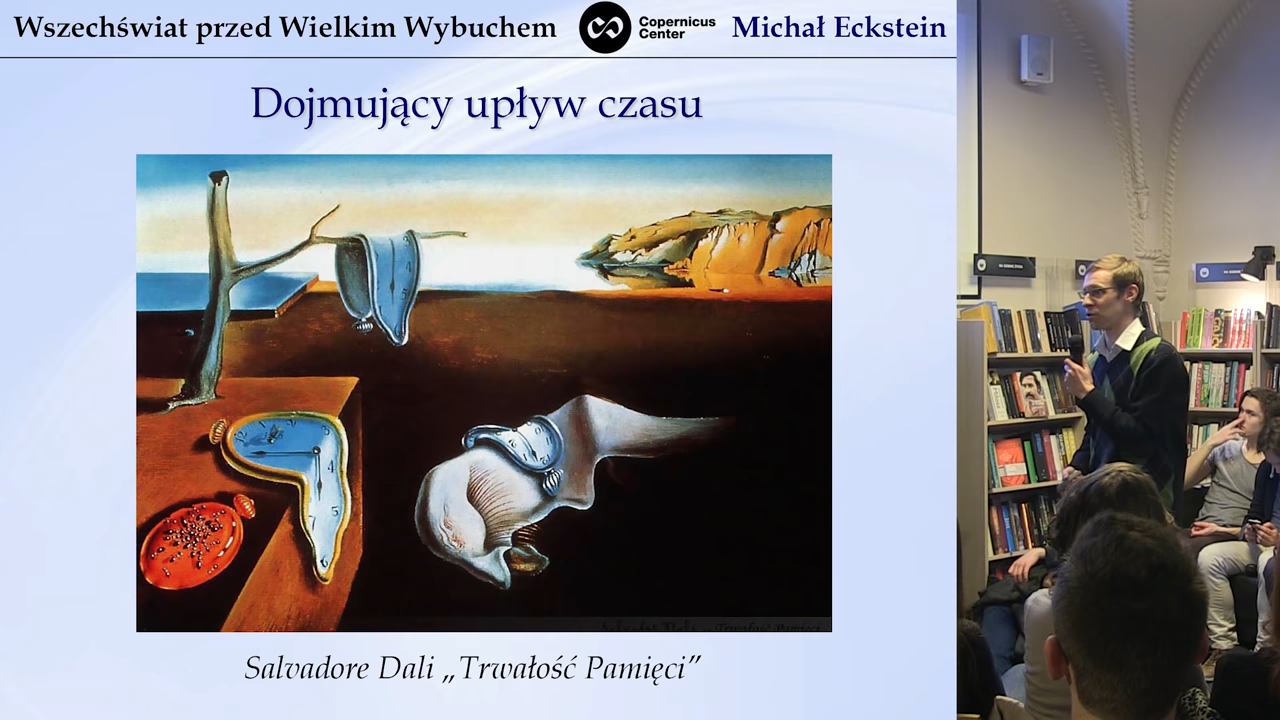 Wszechświat przed Wielkim Wybuchem
Copernicus
Center
Michał Eckstein
Dojmujący upływ czasu
Salvadore Dali „Trwałość Pamięci”